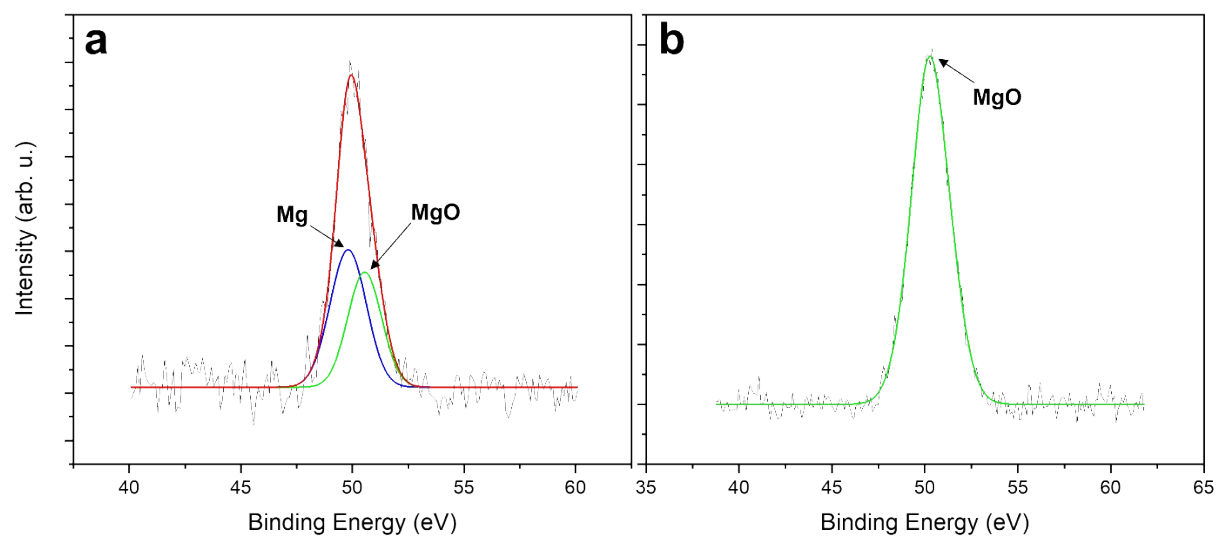 a
b
MgO
Mg
MgO
Intensity (arb. u.)
40 45 50 55 60
35 40 45 50 55 60 65
Binding Energy (eV)
Binding Energy (eV)